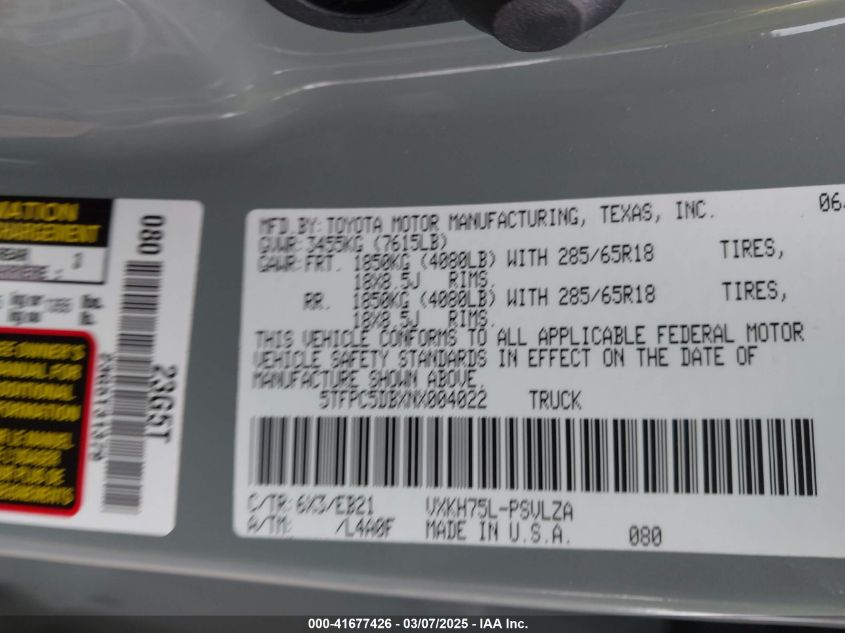 MATION
080
23G5T
MFD.BY:TOYOTA MOTOR MANUFACTURING, TEXAS, INC. 06
GVWR:3455KG (7615LB)
GAWR:FRT. 1850KG (4080LB) WITH 285/65R18 TIRES,
18X8.5J RIMS.
RR. 1850KG (4080LB) WITH 285/65R18 TIRES,
18X8.5J RIMS.
THIS VEHICLE CONFORMS TO ALL APPLICABLE FEDERAL MOTOR
VEHICLE SAFETY STANDARDS IN EFFECT ON THE DATE OF
MANUFACTURE SHOWN ABOVE.
5TFPC5DBXNX004022 TRUCK
C/TR:6X3/EB21 VXKH75L-PSVLZA
A/TM: /L4A0F MADE IN U.S.A. 080
000-41677426 - 03/07/2025 - IAA Inc.